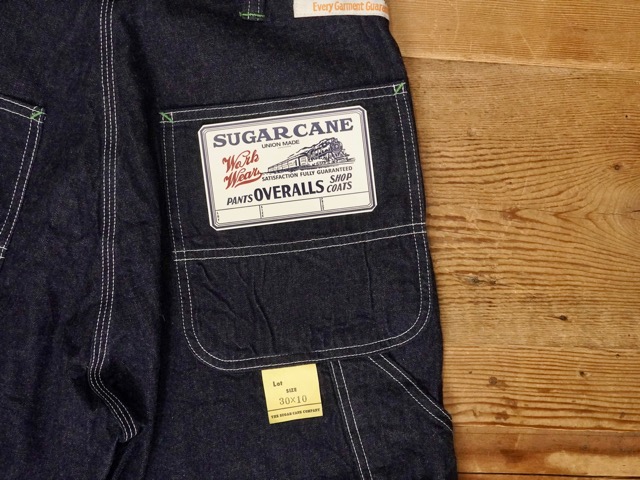 Every Garment
SUGAR CANE
UNION MADE
Work
Wear
SATISFACTION FULLY GUARANTEED
PANTS OVERALLS SHOP COATS
Lot
SIZE
30×10
THE SUGAR CANE COMPANY